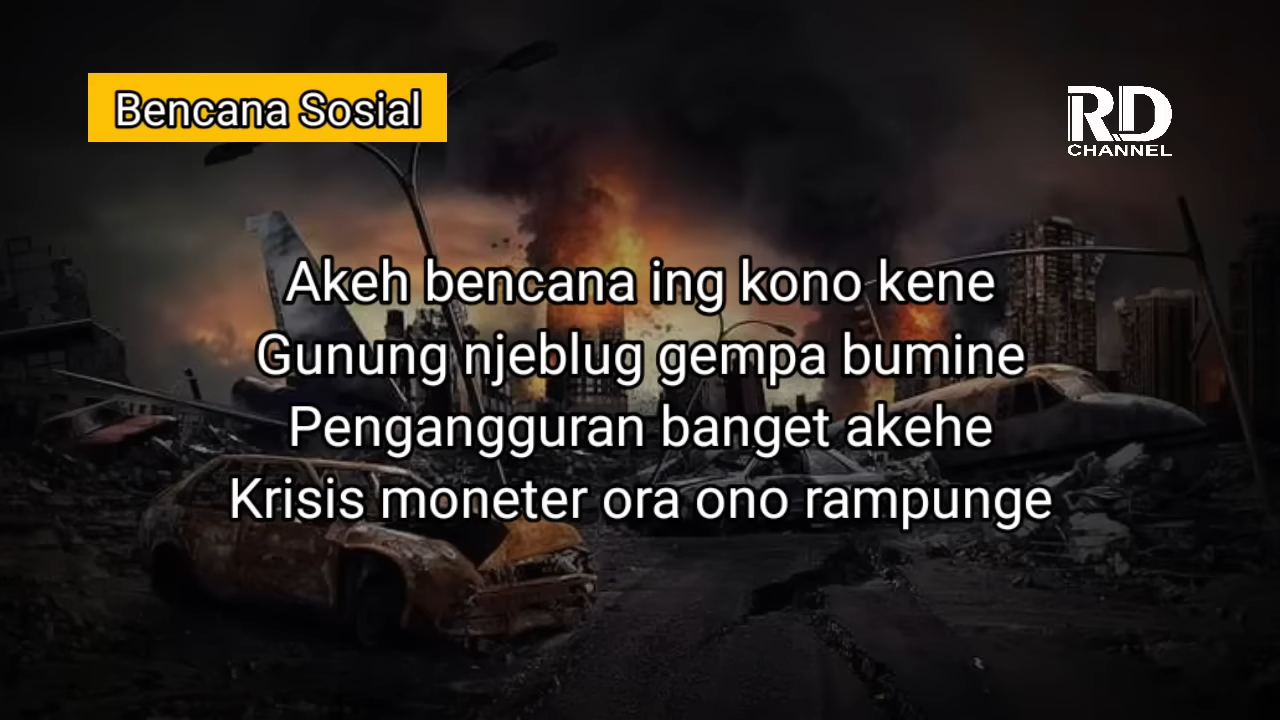 Bencana Sosial
RD
CHANNEL
Akeh bencana ing kono kene
Gunung njeblug gempa bumine
Pengangguran banget akehe
Krisis moneter ora ono rampunge